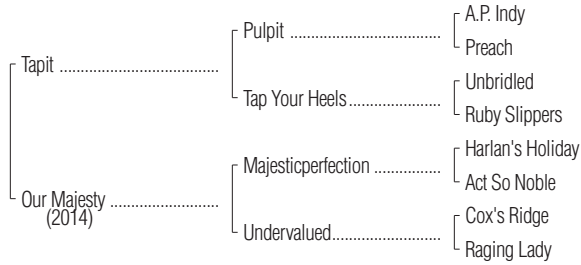 A.P. Indy
Pulpit
Preach
Tapit
Unbridled
Tap Your Heels
Ruby Slippers
Harlan's Holiday
Majesticperfection
Act So Noble
Our Majesty
(2014)
Cox's Ridge
Undervalued
Raging Lady